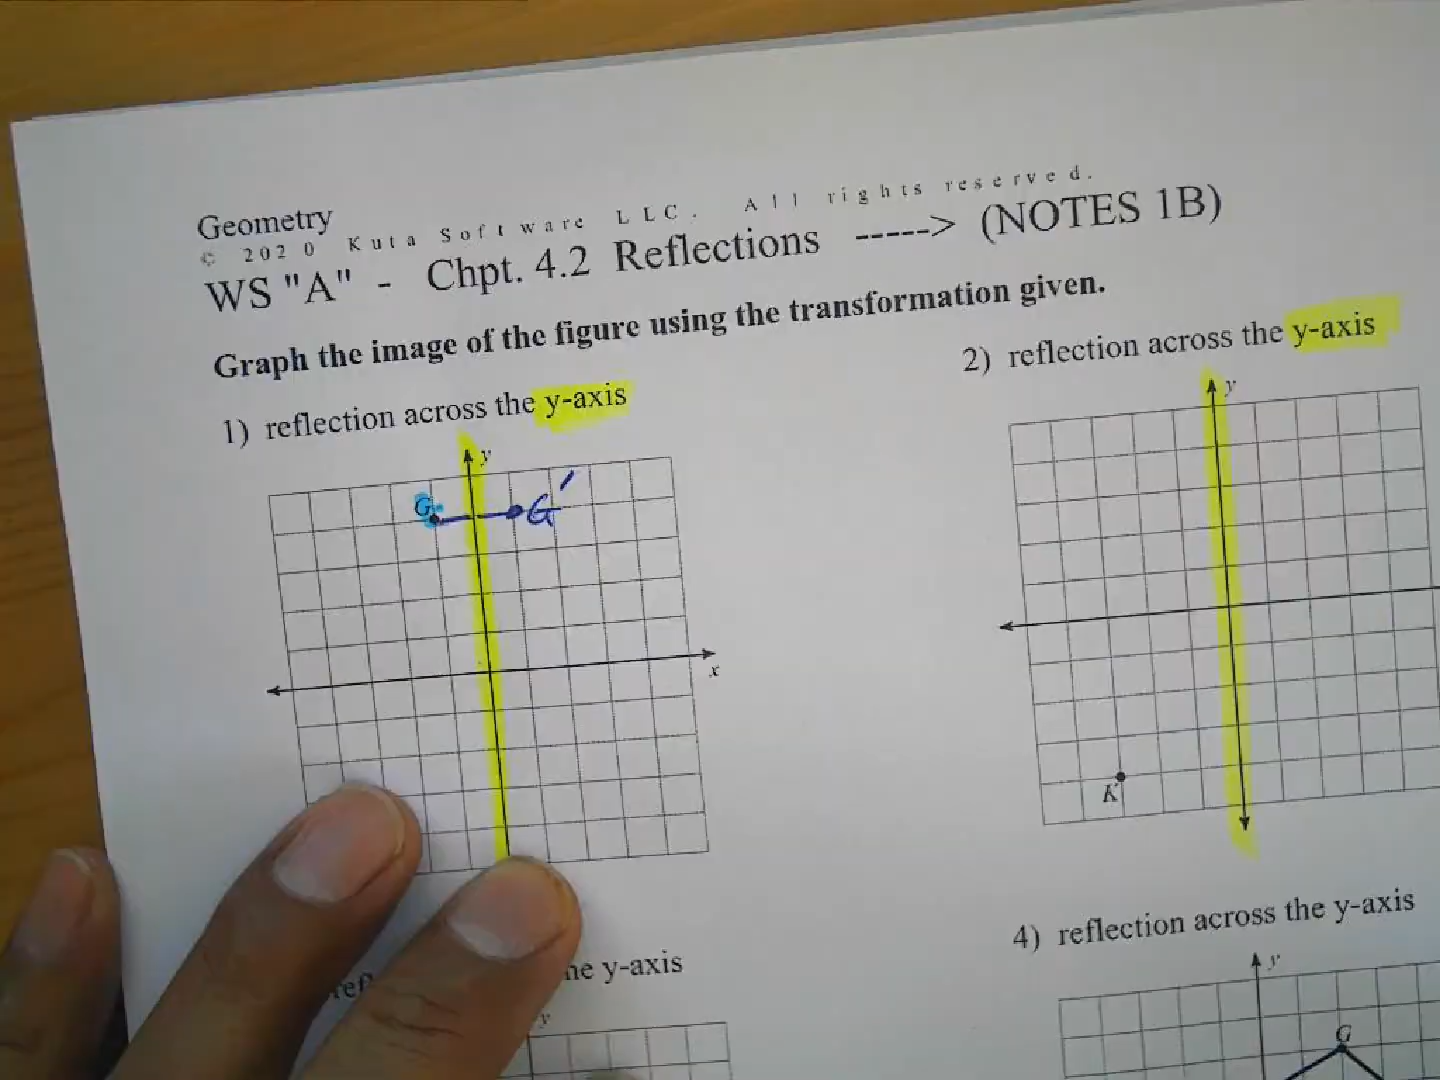 Geometry
© 2020 Kuta Software LLC. All rights reserved.
WS "A" - Chpt. 4.2 Reflections -----> (NOTES 1B)
Graph the image of the figure using the transformation given.
1) reflection across the y-axis
2) reflection across the y-axis
y
y
G
G'
x
K
y-axis
4) reflection across the y-axis
y
y
G